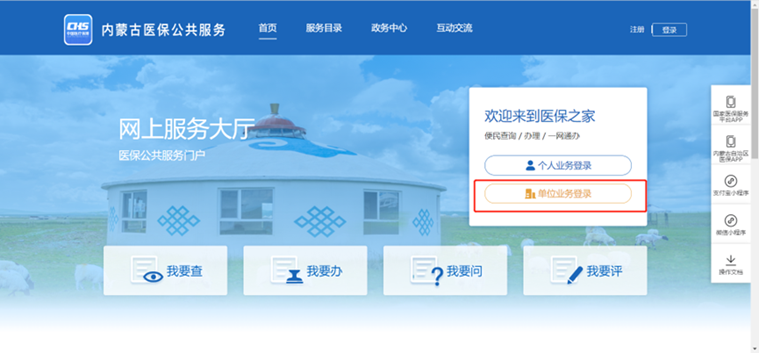 CHS
中国医疗保障
内蒙古医保公共服务
首页
服务目录
政务中心
互动交流
注册
登录
网上服务大厅
医保公共服务门户
欢迎来到医保之家
便民查询 / 办理 / 一网通办
个人业务登录
单位业务登录
我要查
我要办
我要问
我要评
国家医保服务
平台APP
内蒙古自治区
医保APP
支付宝小程序
微信小程序
操作文档